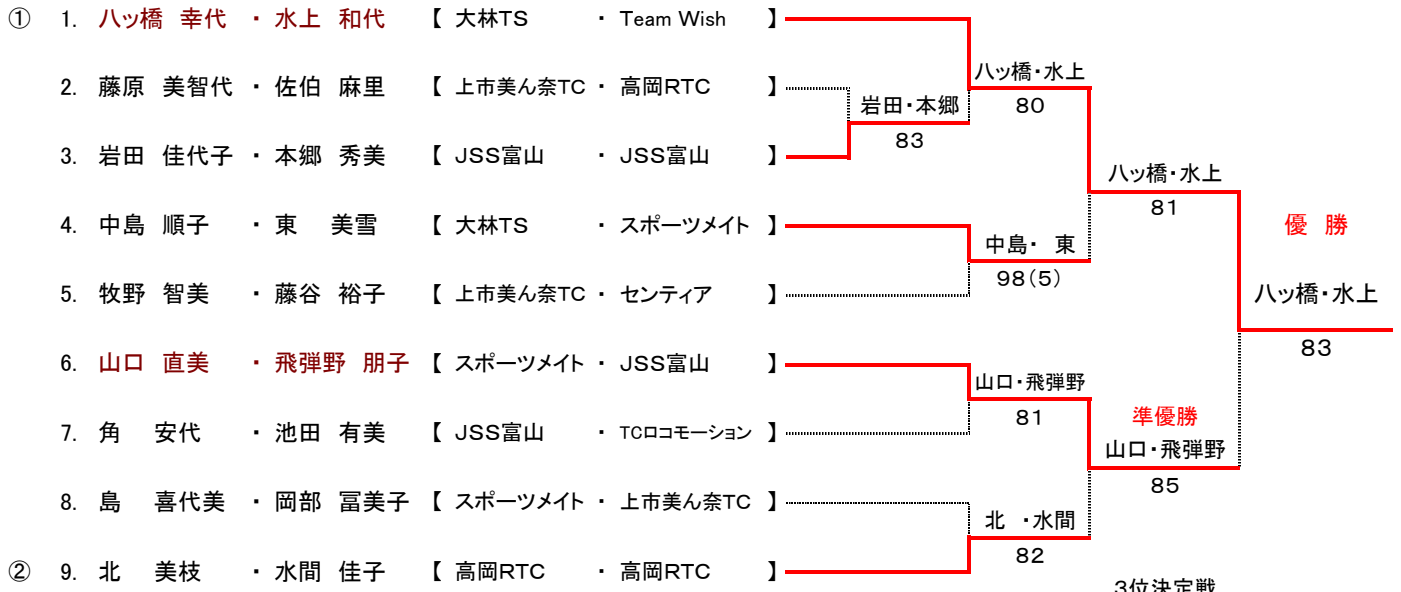 ① 1. 八ッ橋 幸代 ・ 水上 和代 【 大林TS ・ Team Wish 】
八ッ橋・水上
80
2. 藤原 美智代 ・ 佐伯 麻里 【 上市美ん奈TC ・ 高岡RTC 】
岩田・本郷
83
3. 岩田 佳代子 ・ 本郷 秀美 【 JSS富山 ・ JSS富山 】
八ッ橋・水上
81
4. 中島 順子 ・ 東 美雪 【 大林TS ・ スポーツメイト 】
優 勝
中島・ 東
98(5)
5. 牧野 智美 ・ 藤谷 裕子 【 上市美ん奈TC ・ センティア 】
八ッ橋・水上
83
6. 山口 直美 ・ 飛弾野 朋子 【 スポーツメイト ・ JSS富山 】
山口・飛弾野
81
7. 角 安代 ・ 池田 有美 【 JSS富山 ・ TCロコモーション 】
準優勝
山口・飛弾野
85
8. 島 喜代美 ・ 岡部 冨美子 【 スポーツメイト ・ 上市美ん奈TC 】
北 ・水間
82
② 9. 北 美枝 ・ 水間 佳子 【 高岡RTC ・ 高岡RTC 】
3位決定戦